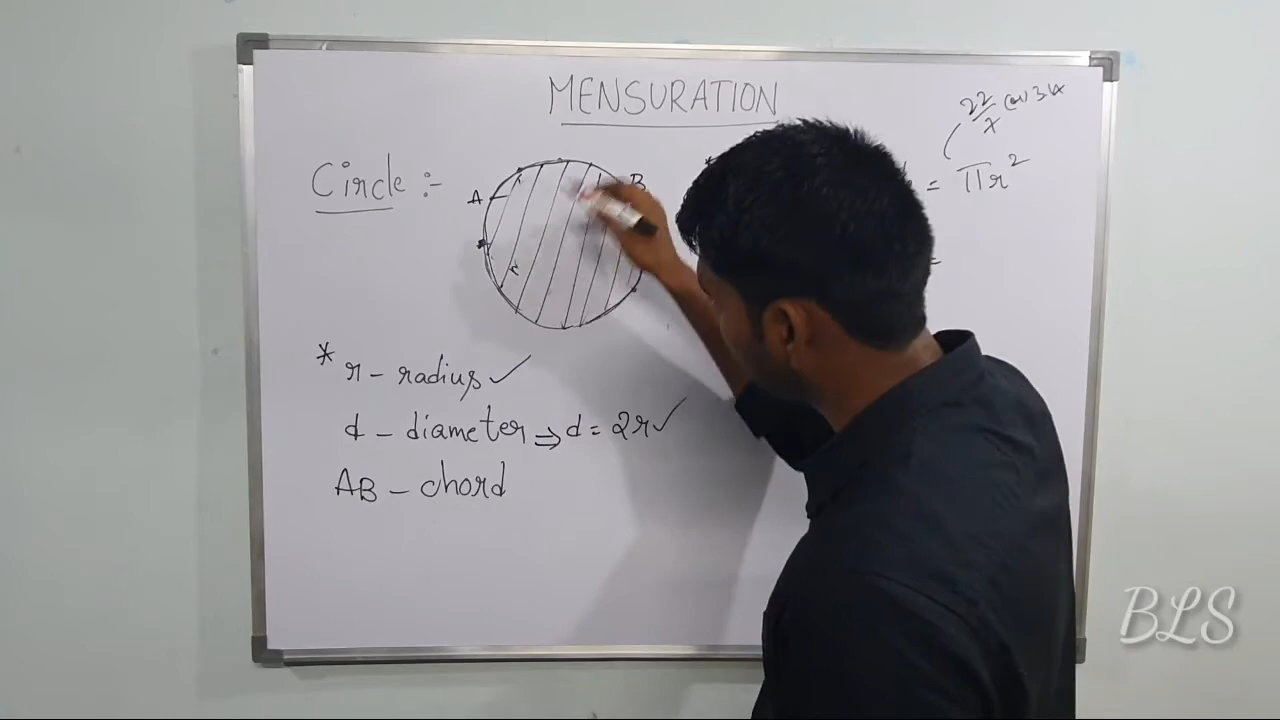 MENSURATION
Circle :-
A
B
r
= πr²
22/7 (or) 3.14
=
* r - radius ✓
d - diameter ⇒ d = 2r ✓
AB - chord
BLS